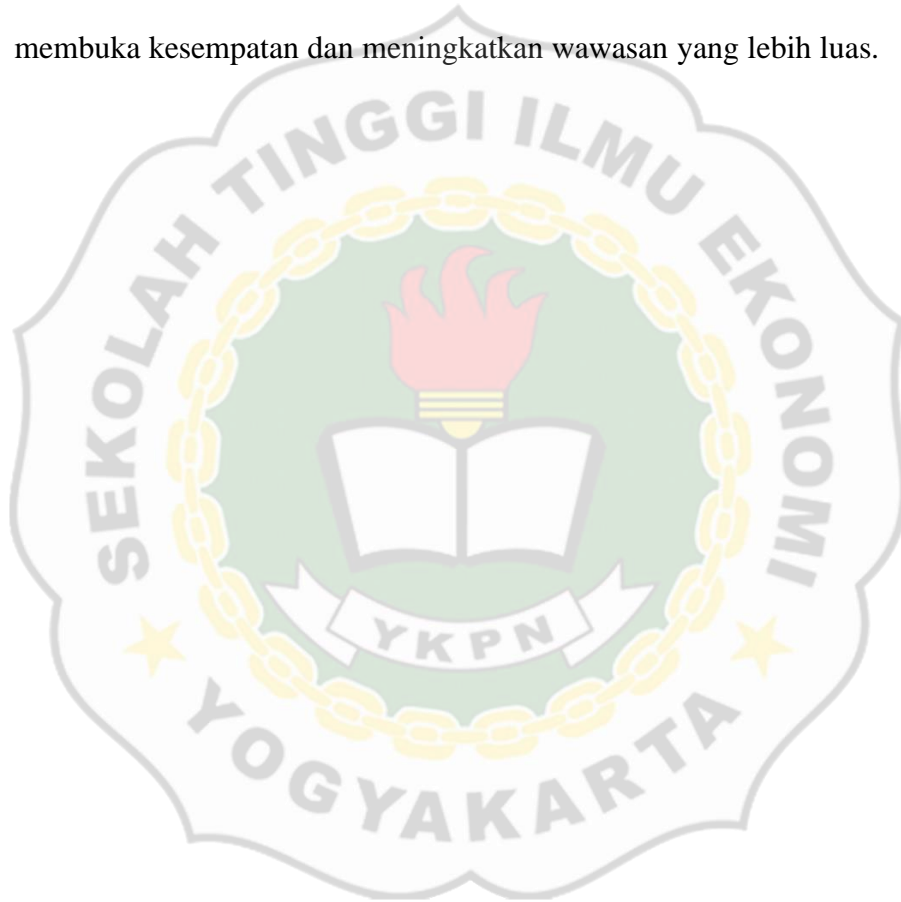 membuka kesempatan dan meningkatkan wawasan yang lebih luas.
SEKOLAH TINGGI ILMU EKONOMI
YKPN
YOGYAKARTA